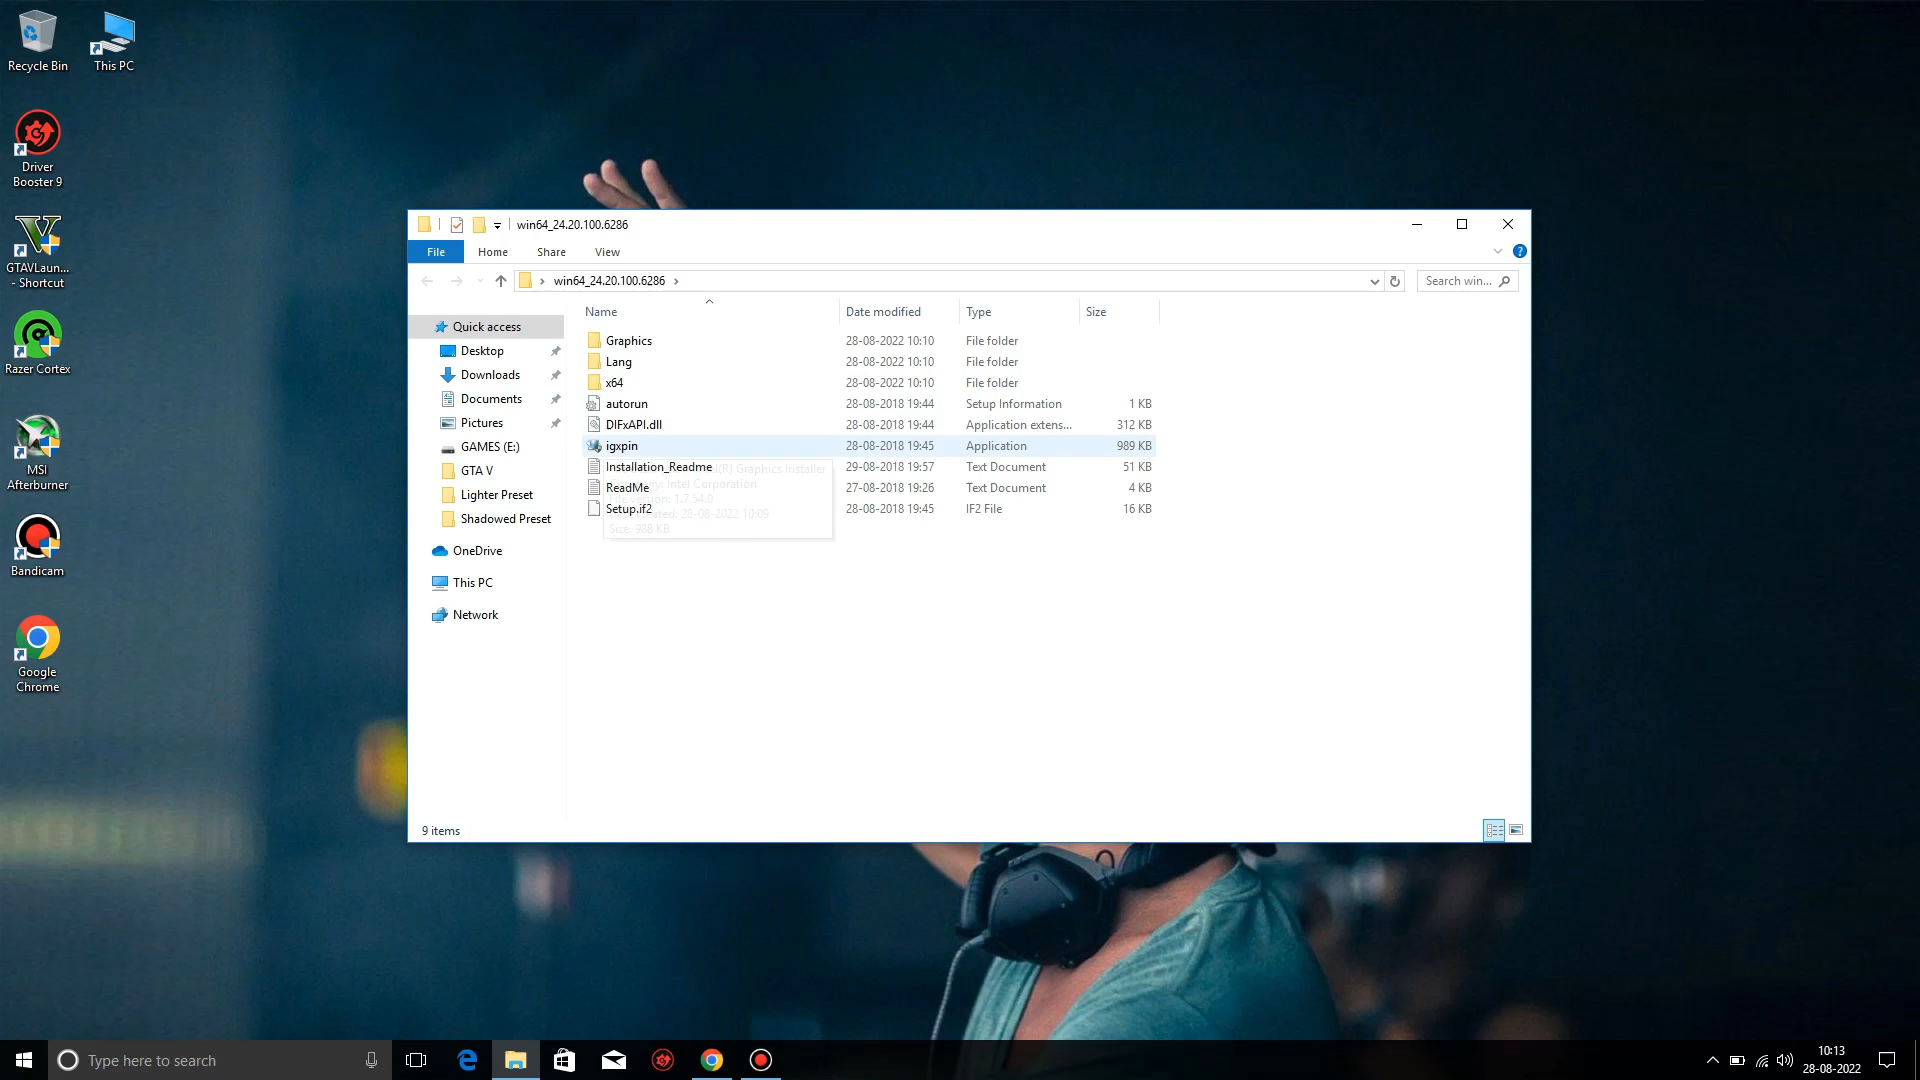 Recycle Bin
This PC
Driver
Booster 9
GTAVLaun...
- Shortcut
Razer Cortex
MSI
Afterburner
Bandicam
Google
Chrome
win64_24.20.100.6286
File
Home
Share
View
win64_24.20.100.6286
Search win...
Quick access
Desktop
Downloads
Documents
Pictures
GAMES (E:)
GTA V
Lighter Preset
Shadowed Preset
OneDrive
This PC
Network
Name
Date modified
Type
Size
Graphics 28-08-2022 10:10 File folder
Lang 28-08-2022 10:10 File folder
x64 28-08-2022 10:10 File folder
autorun 28-08-2018 19:44 Setup Information 1 KB
DIFxAPI.dll 28-08-2018 19:44 Application extens... 312 KB
igxpin 28-08-2018 19:45 Application 989 KB
Installation_Readme 29-08-2018 19:57 Text Document 51 KB
ReadMe 27-08-2018 19:26 Text Document 4 KB
Setup.if2 28-08-2018 19:45 IF2 File 16 KB
(R) Graphics Installer
Intel Corporation
version: 1.7.54.0
28-08-2022 10:09
Size: 988 KB
9 items
Type here to search
10:13
28-08-2022